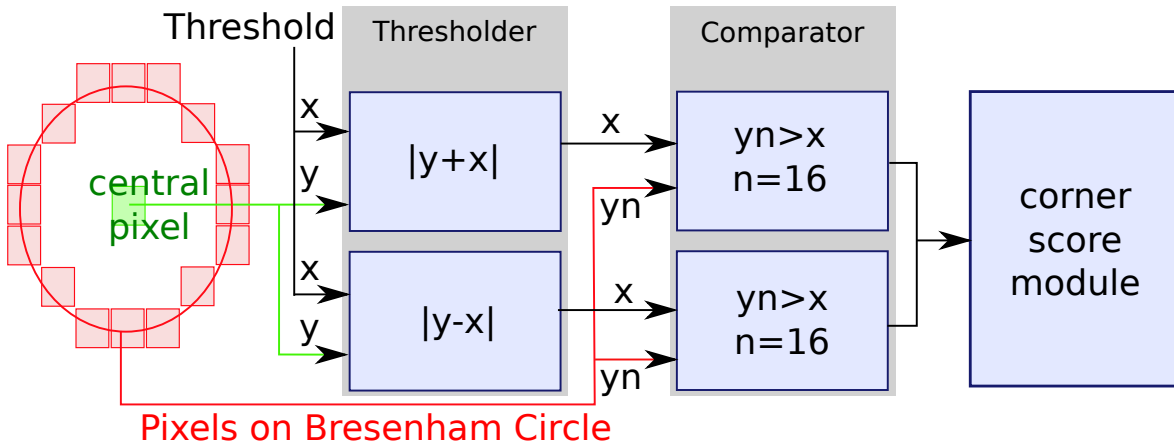 Threshold
Thresholder
Comparator
x
y
central
pixel
|y+x|
x
yn
yn>x
n=16
x
y
|y-x|
x
yn
yn>x
n=16
corner
score
module
Pixels on Bresenham Circle